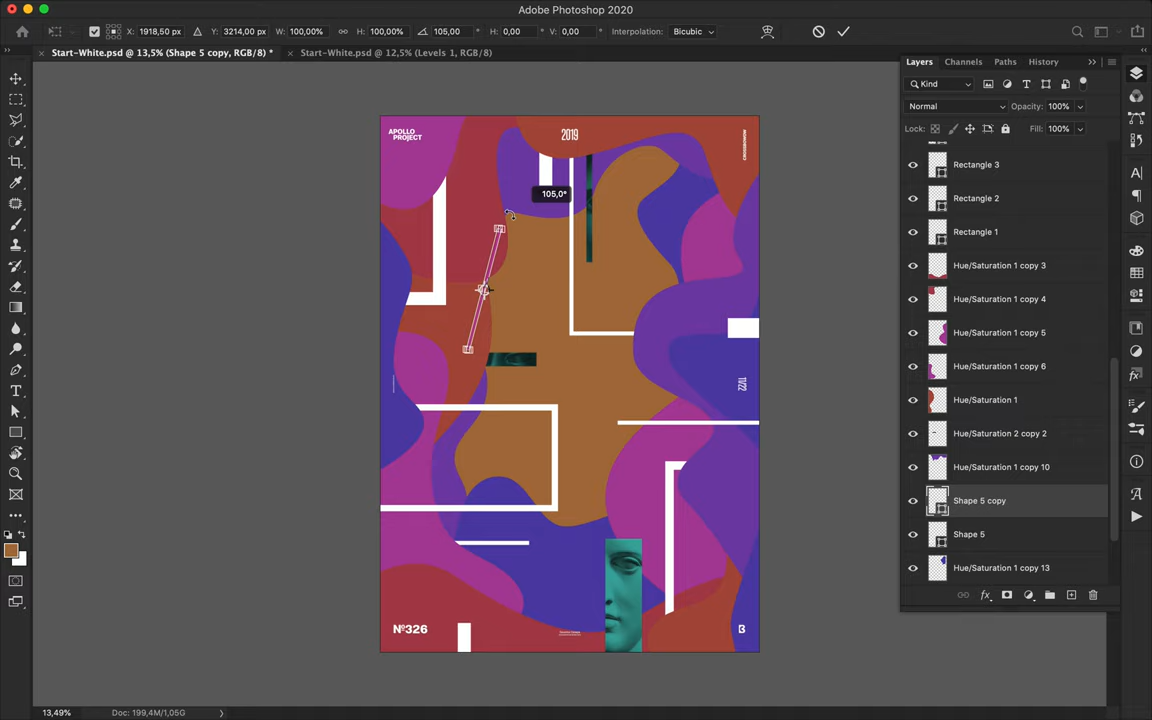 Adobe Photoshop 2020
X: 1918,50 px Y: 3214,00 px W: 100,00% H: 100,00% 105,00 ° H: 0,00 ° V: 0,00 ° Interpolation: Bicubic
Start-White.psd @ 13,5% (Shape 5 copy, RGB/8) *
Start-White.psd @ 12,5% (Levels 1, RGB/8)
Layers Channels Paths History
Kind
Normal Opacity: 100%
Lock: Fill: 100%
Rectangle 3
Rectangle 2
Rectangle 1
Hue/Saturation 1 copy 3
Hue/Saturation 1 copy 4
Hue/Saturation 1 copy 5
Hue/Saturation 1 copy 6
Hue/Saturation 1
Hue/Saturation 2 copy 2
Hue/Saturation 1 copy 10
Shape 5 copy
Shape 5
Hue/Saturation 1 copy 13
APOLLO
PROJECT
2019
105,0°
11/22
Nº326
13,49% Doc: 199,4M/1,05G